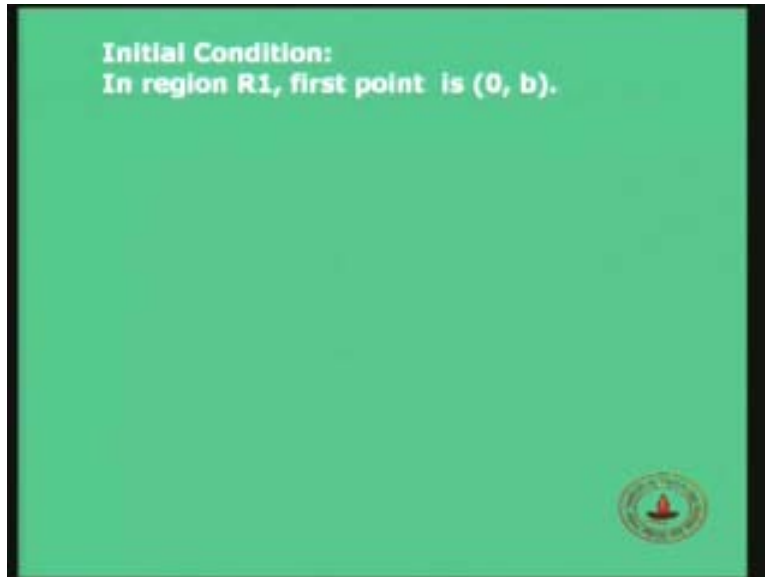 Initial Condition:
In region R1, first point is (0, b).